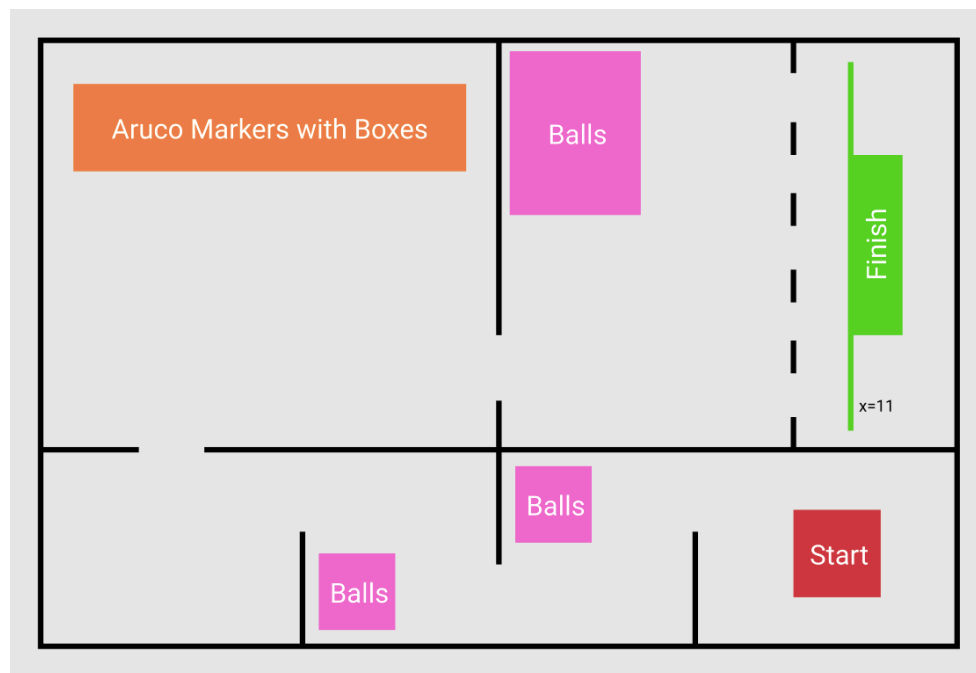 Aruco Markers with Boxes
Balls
Finish
x=11
Balls
Start
Balls